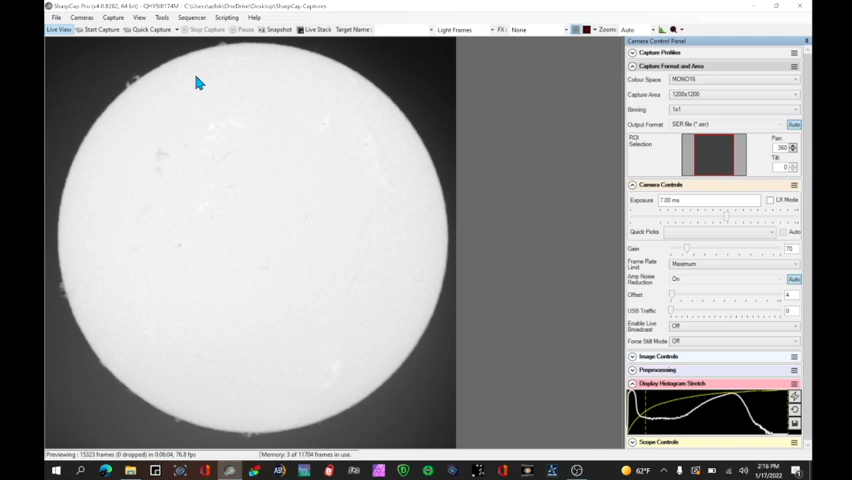 SharpCap Pro (v4.0.8282, 64 bit) - QHY5III174M - C:\Users\azhik\OneDrive\Desktop\SharpCap Captures
File Cameras Capture View Tools Sequencer Scripting Help
Live View Start Capture Quick Capture Stop Capture Pause Snapshot Live Stack Target Name: Light Frames FX: None Zoom: Auto
Camera Control Panel
Capture Profiles
Capture Format and Area
Colour Space MONO16
Capture Area 1200x1200
Binning 1x1
Output Format SER file (*.ser) Auto
ROI Selection
Pan:
360
Tilt:
0
Camera Controls
Exposure 7.00 ms LX Mode
Quick Picks Auto
Gain 70
Frame Rate Limit Maximum
Amp Noise Reduction On Auto
Offset 4
USB Traffic 0
Enable Live Broadcast Off
Force Still Mode Off
Image Controls
Preprocessing
Display Histogram Stretch
Scope Controls
Previewing : 15323 frames (0 dropped) in 0:06:04, 76.8 fps Memory: 3 of 11704 frames in use.
62°F
2:16 PM
1/17/2022